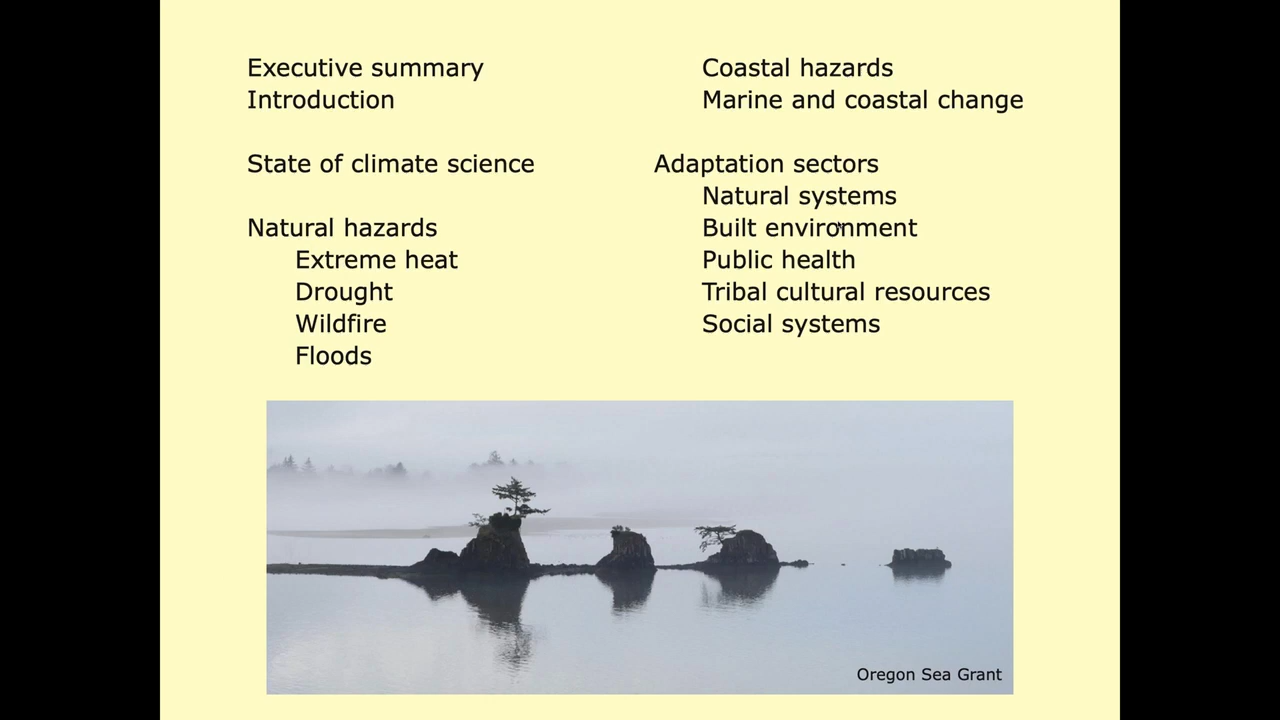 Executive summary
Introduction
State of climate science
Natural hazards
Extreme heat
Drought
Wildfire
Floods
Coastal hazards
Marine and coastal change
Adaptation sectors
Natural systems
Built environment
Public health
Tribal cultural resources
Social systems
Oregon Sea Grant